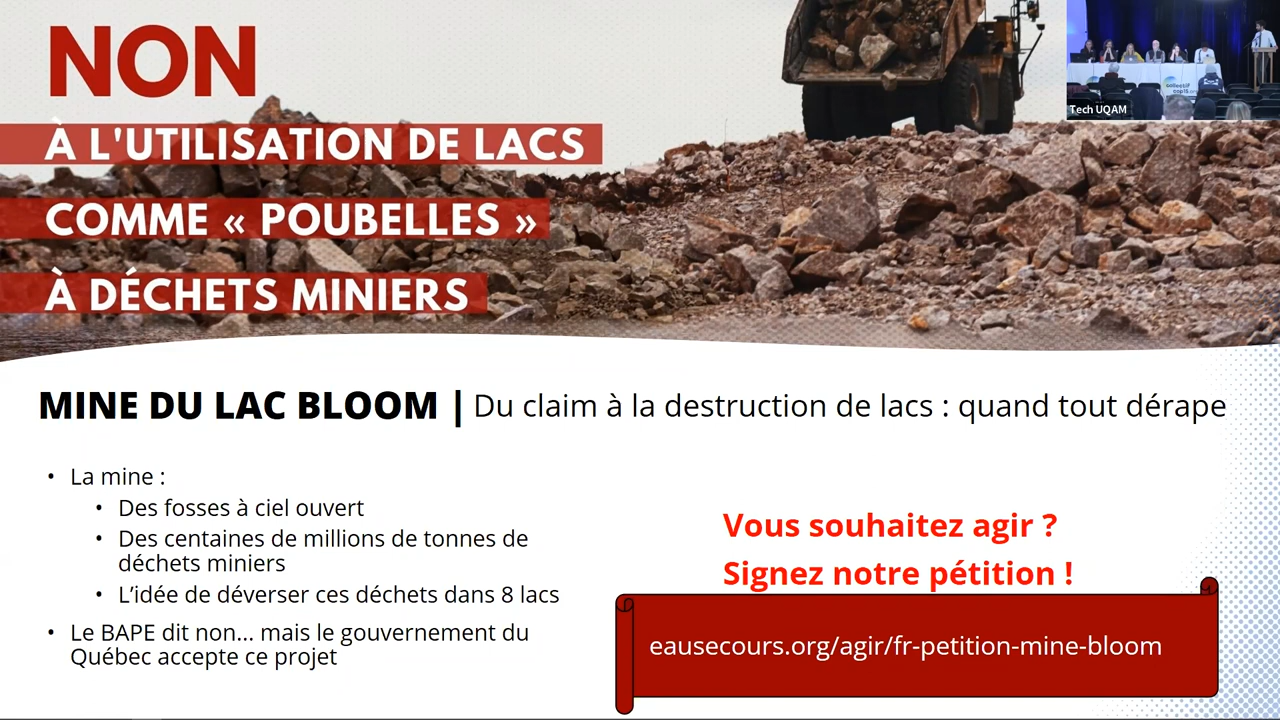 NON
À L'UTILISATION DE LACS
COMME « POUBELLES »
À DÉCHETS MINIERS
Tech UQAM
collectif
cop15.org
MINE DU LAC BLOOM | Du claim à la destruction de lacs : quand tout dérape
• La mine :
• Des fosses à ciel ouvert
• Des centaines de millions de tonnes de
déchets miniers
• L'idée de déverser ces déchets dans 8 lacs
• Le BAPE dit non... mais le gouvernement du
Québec accepte ce projet
Vous souhaitez agir ?
Signez notre pétition !
eausecours.org/agir/fr-petition-mine-bloom